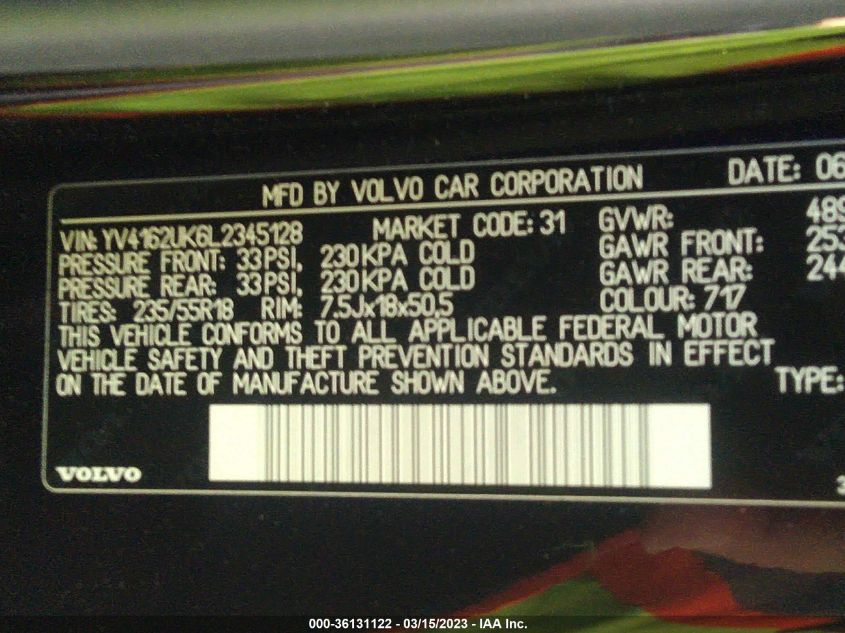 MFD BY VOLVO CAR CORPORATION DATE: 06
VIN: YV4162UK6L2345128 MARKET CODE: 31 GVWR: 489
PRESSURE FRONT: 33PSI, 230KPA COLD GAWR FRONT: 253
PRESSURE REAR: 33PSI, 230KPA COLD GAWR REAR: 244
TIRES: 235/55R18 RIM: 7.5Jx18x50,5 COLOUR: 717
THIS VEHICLE CONFORMS TO ALL APPLICABLE FEDERAL MOTOR
VEHICLE SAFETY AND THEFT PREVENTION STANDARDS IN EFFECT
ON THE DATE OF MANUFACTURE SHOWN ABOVE. TYPE:
VOLVO
000-36131122 - 03/15/2023 - IAA Inc.